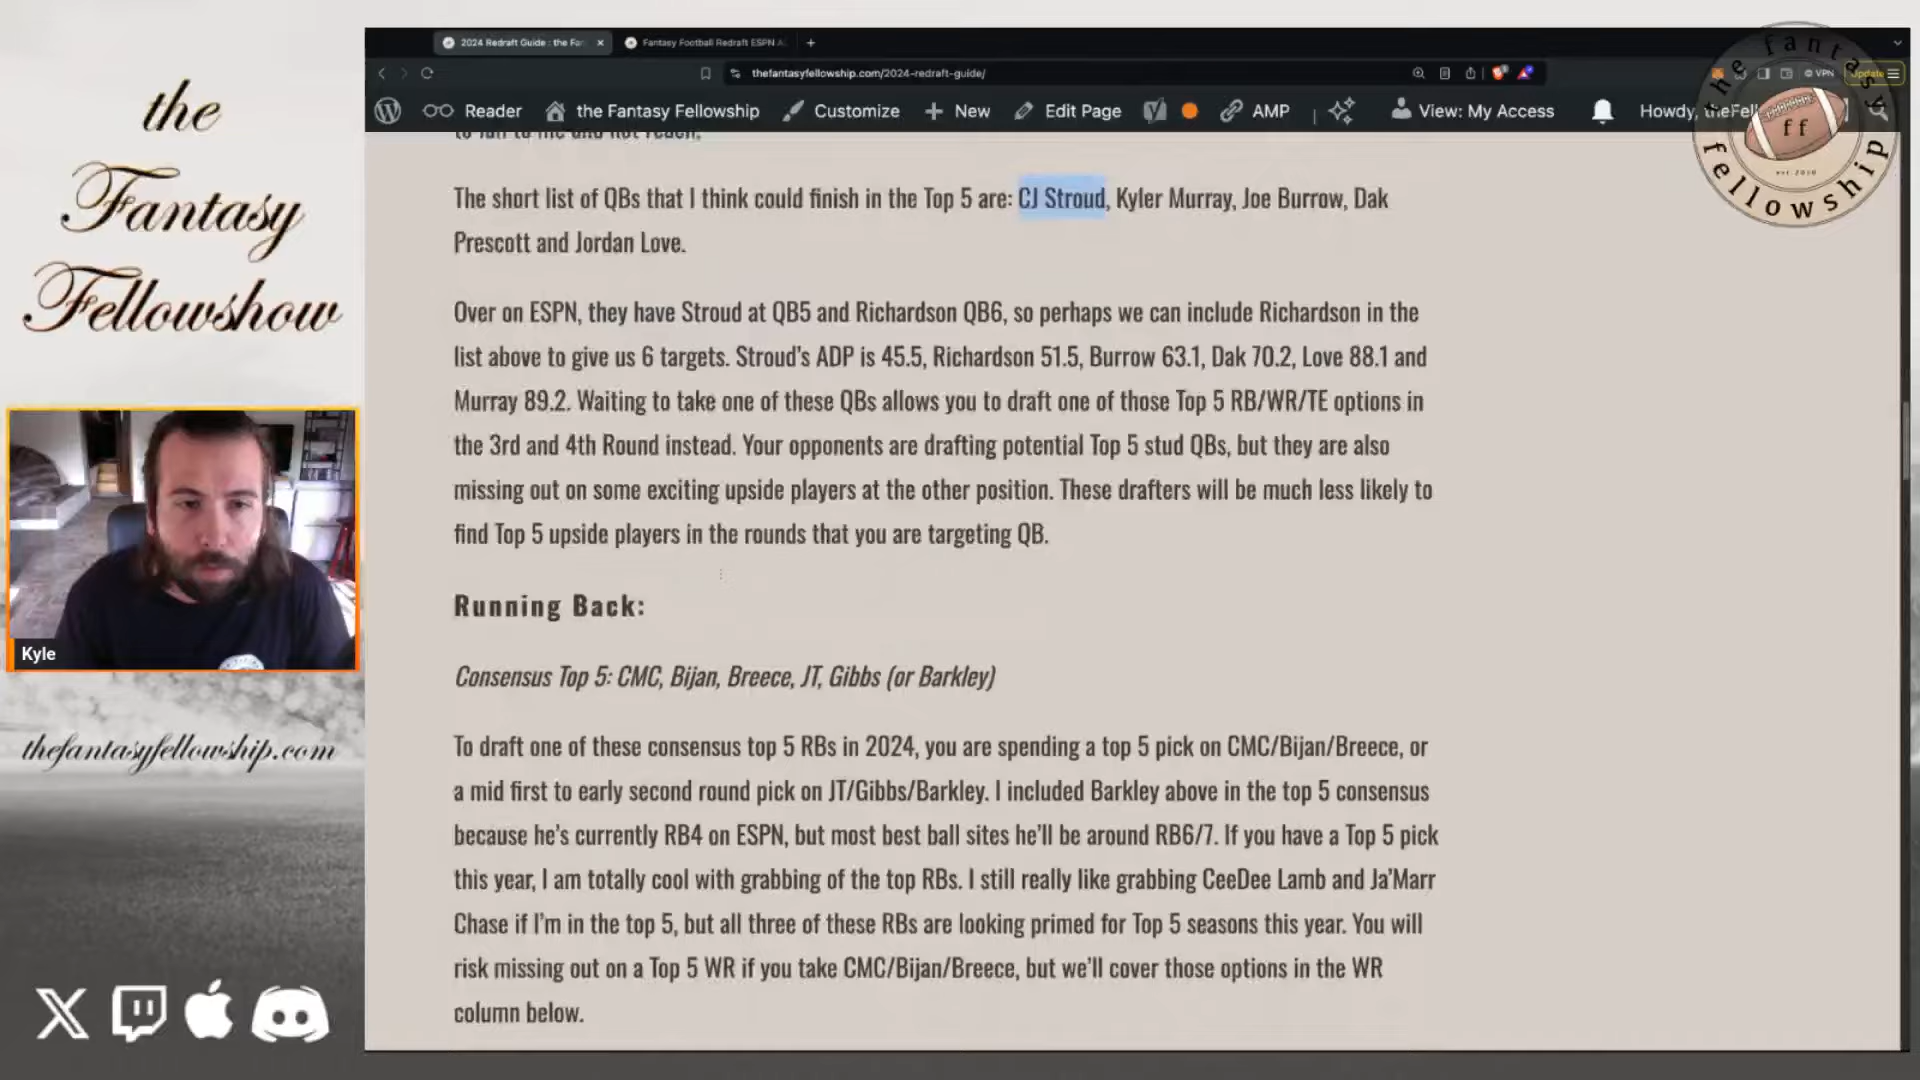 the
Fantasy
Fellowshow
Kyle
thefantasyfellowship.com
2024 Redraft Guide : the Fan
Fantasy Football Redraft ESPN A
thefantasyfellowship.com/2024-redraft-guide/
VPN
Update
Reader
the Fantasy Fellowship
Customize
New
Edit Page
AMP
View: My Access
Howdy, theFel
the fantasy fellowship
ff
est 2020
to fall to me and not reach.
The short list of QBs that I think could finish in the Top 5 are: CJ Stroud, Kyler Murray, Joe Burrow, Dak
Prescott and Jordan Love.
Over on ESPN, they have Stroud at QB5 and Richardson QB6, so perhaps we can include Richardson in the
list above to give us 6 targets. Stroud's ADP is 45.5, Richardson 51.5, Burrow 63.1, Dak 70.2, Love 88.1 and
Murray 89.2. Waiting to take one of these QBs allows you to draft one of those Top 5 RB/WR/TE options in
the 3rd and 4th Round instead. Your opponents are drafting potential Top 5 stud QBs, but they are also
missing out on some exciting upside players at the other position. These drafters will be much less likely to
find Top 5 upside players in the rounds that you are targeting QB.
Running Back:
Consensus Top 5: CMC, Bijan, Breece, JT, Gibbs (or Barkley)
To draft one of these consensus top 5 RBs in 2024, you are spending a top 5 pick on CMC/Bijan/Breece, or
a mid first to early second round pick on JT/Gibbs/Barkley. I included Barkley above in the top 5 consensus
because he's currently RB4 on ESPN, but most best ball sites he'll be around RB6/7. If you have a Top 5 pick
this year, I am totally cool with grabbing of the top RBs. I still really like grabbing CeeDee Lamb and Ja'Marr
Chase if I'm in the top 5, but all three of these RBs are looking primed for Top 5 seasons this year. You will
risk missing out on a Top 5 WR if you take CMC/Bijan/Breece, but we'll cover those options in the WR
column below.